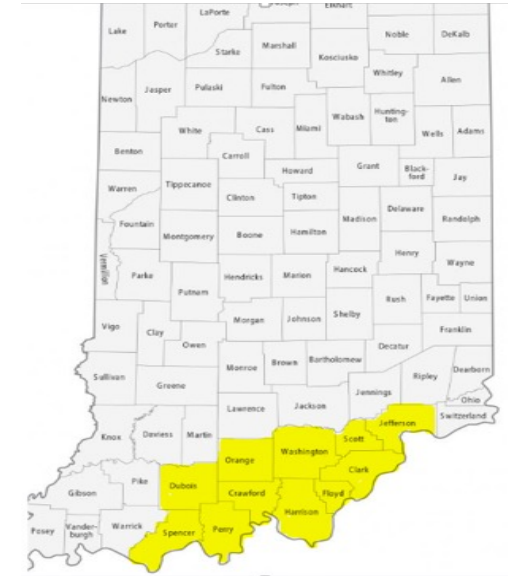 LaPorte
Elkhart
Lake
Porter
Noble
DeKalb
Starke
Marshall
Kosciusko
Whitley
Allen
Newton
Jasper
Pulaski
Fulton
Wabash
Hunting-
ton
White
Cass
Miami
Wells
Adams
Benton
Carroll
Howard
Grant
Black-
ford
Jay
Warren
Tippecanoe
Clinton
Tipton
Delaware
Madison
Randolph
Fountain
Montgomery
Boone
Hamilton
Henry
Wayne
Vermilion
Parke
Hendricks
Marion
Hancock
Putnam
Rush
Fayette
Union
Vigo
Clay
Morgan
Johnson
Shelby
Franklin
Owen
Decatur
Monroe
Brown
Bartholomew
Ripley
Dearborn
Sullivan
Greene
Jennings
Ohio
Lawrence
Jackson
Switzerland
Jefferson
Knox
Daviess
Martin
Scott
Orange
Washington
Clark
Pike
Dubois
Gibson
Crawford
Floyd
Harrison
Posey
Vander-
burgh
Warrick
Spencer
Perry